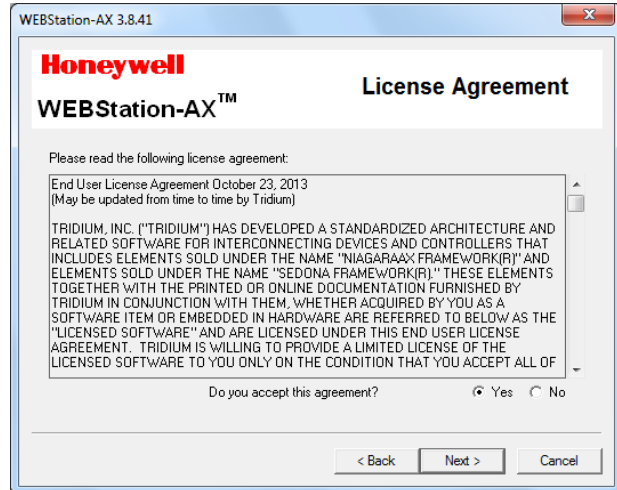 WEBStation-AX 3.8.41
Honeywell
WEBStation-AX™
License Agreement
Please read the following license agreement:
End User License Agreement October 23, 2013
(May be updated from time to time by Tridium)
TRIDIUM, INC. ("TRIDIUM") HAS DEVELOPED A STANDARDIZED ARCHITECTURE AND
RELATED SOFTWARE FOR INTERCONNECTING DEVICES AND CONTROLLERS THAT
INCLUDES ELEMENTS SOLD UNDER THE NAME "NIAGARAAX FRAMEWORK(R)" AND
ELEMENTS SOLD UNDER THE NAME "SEDONA FRAMEWORK(R)." THESE ELEMENTS
TOGETHER WITH THE PRINTED OR ONLINE DOCUMENTATION FURNISHED BY
TRIDIUM IN CONJUNCTION WITH THEM, WHETHER ACQUIRED BY YOU AS A
SOFTWARE ITEM OR EMBEDDED IN HARDWARE ARE REFERRED TO BELOW AS THE
"LICENSED SOFTWARE" AND ARE LICENSED UNDER THIS END USER LICENSE
AGREEMENT.  TRIDIUM IS WILLING TO PROVIDE A LIMITED LICENSE OF THE
LICENSED SOFTWARE TO YOU ONLY ON THE CONDITION THAT YOU ACCEPT ALL OF
Do you accept this agreement? Yes No
< Back Next > Cancel